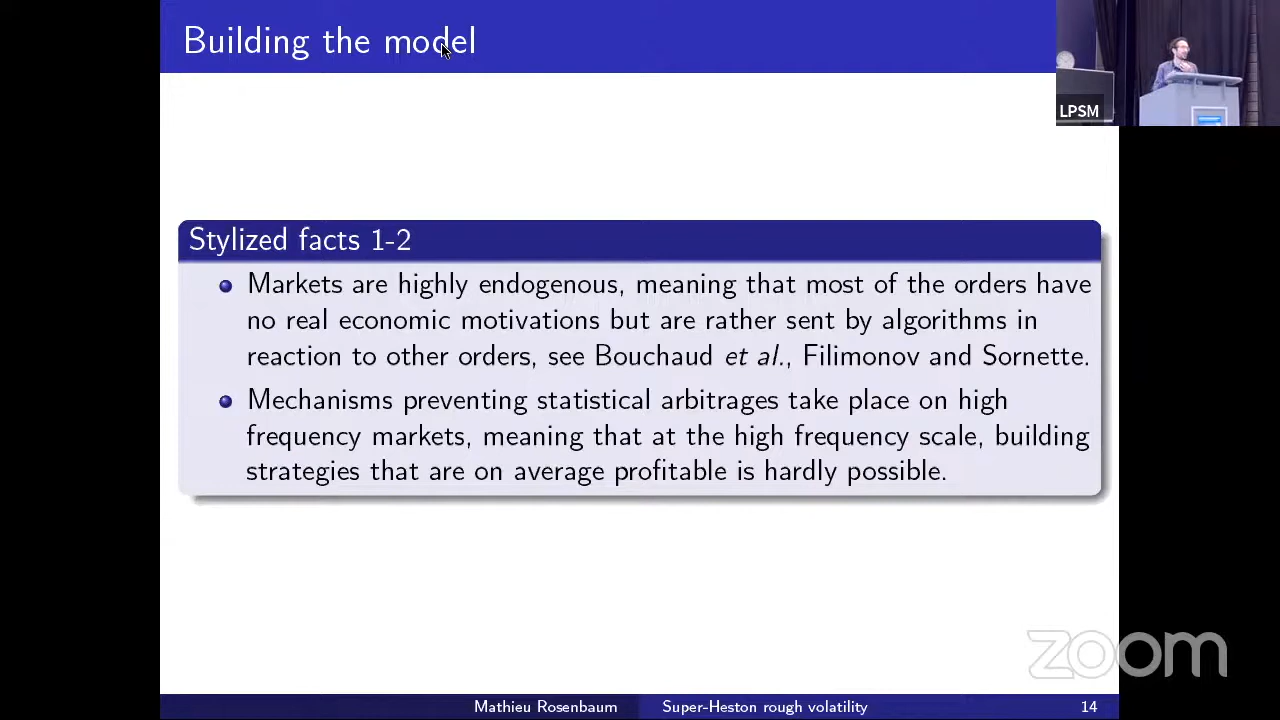 Building the model
LPSM
Stylized facts 1-2
Markets are highly endogenous, meaning that most of the orders have
no real economic motivations but are rather sent by algorithms in
reaction to other orders, see Bouchaud et al., Filimonov and Sornette.
Mechanisms preventing statistical arbitrages take place on high
frequency markets, meaning that at the high frequency scale, building
strategies that are on average profitable is hardly possible.
zoom
Mathieu Rosenbaum Super-Heston rough volatility 14